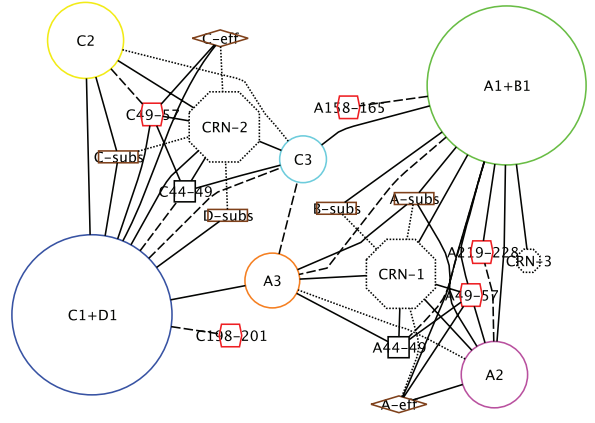 C2
C-eff
C49-57
CRN-2
C-subs
C3
C44-49
D-subs
A158-165
A1+B1
B-subs
A-subs
A219-228
CRN-3
A3
CRN-1
A49-57
C1+D1
C198-201
A44-49
A2
A-eff